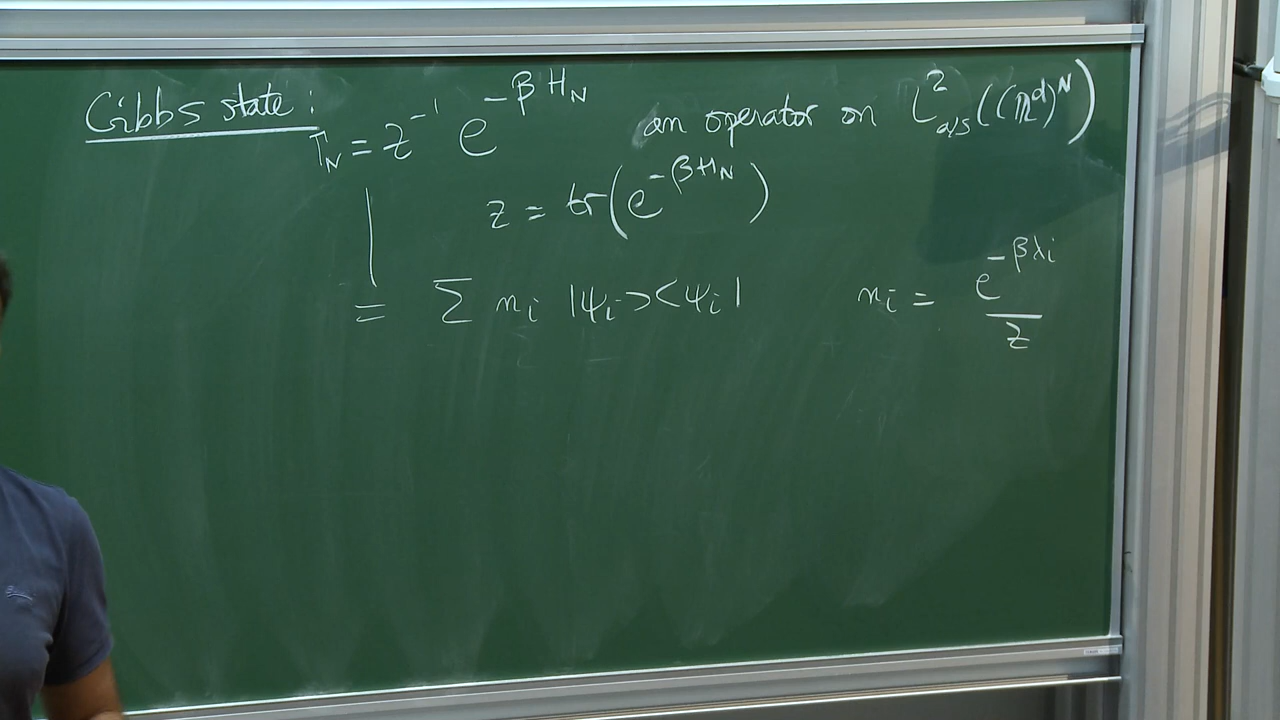 Gibbs state :
Γ_N = z^{-1} e^{-βH_N} an operator on L^2_{a/s}((ℝ^d)^N)
z = tr(e^{-βH_N})
= Σ n_i |ψ_i><ψ_i| n_i = e^{-βλ_i} / z